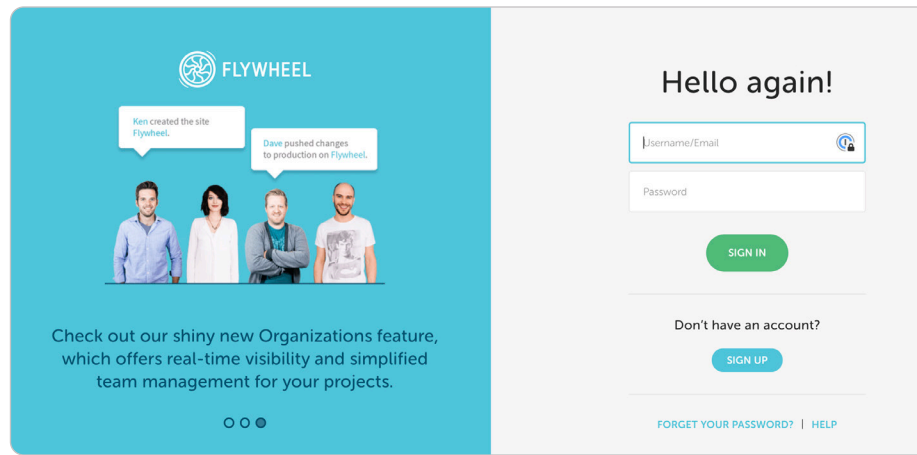 FLYWHEEL
Ken created the site
Flywheel.
Dave pushed changes
to production on Flywheel.
Check out our shiny new Organizations feature,
which offers real-time visibility and simplified
team management for your projects.
Hello again!
Username/Email
Password
SIGN IN
Don't have an account?
SIGN UP
FORGET YOUR PASSWORD? | HELP